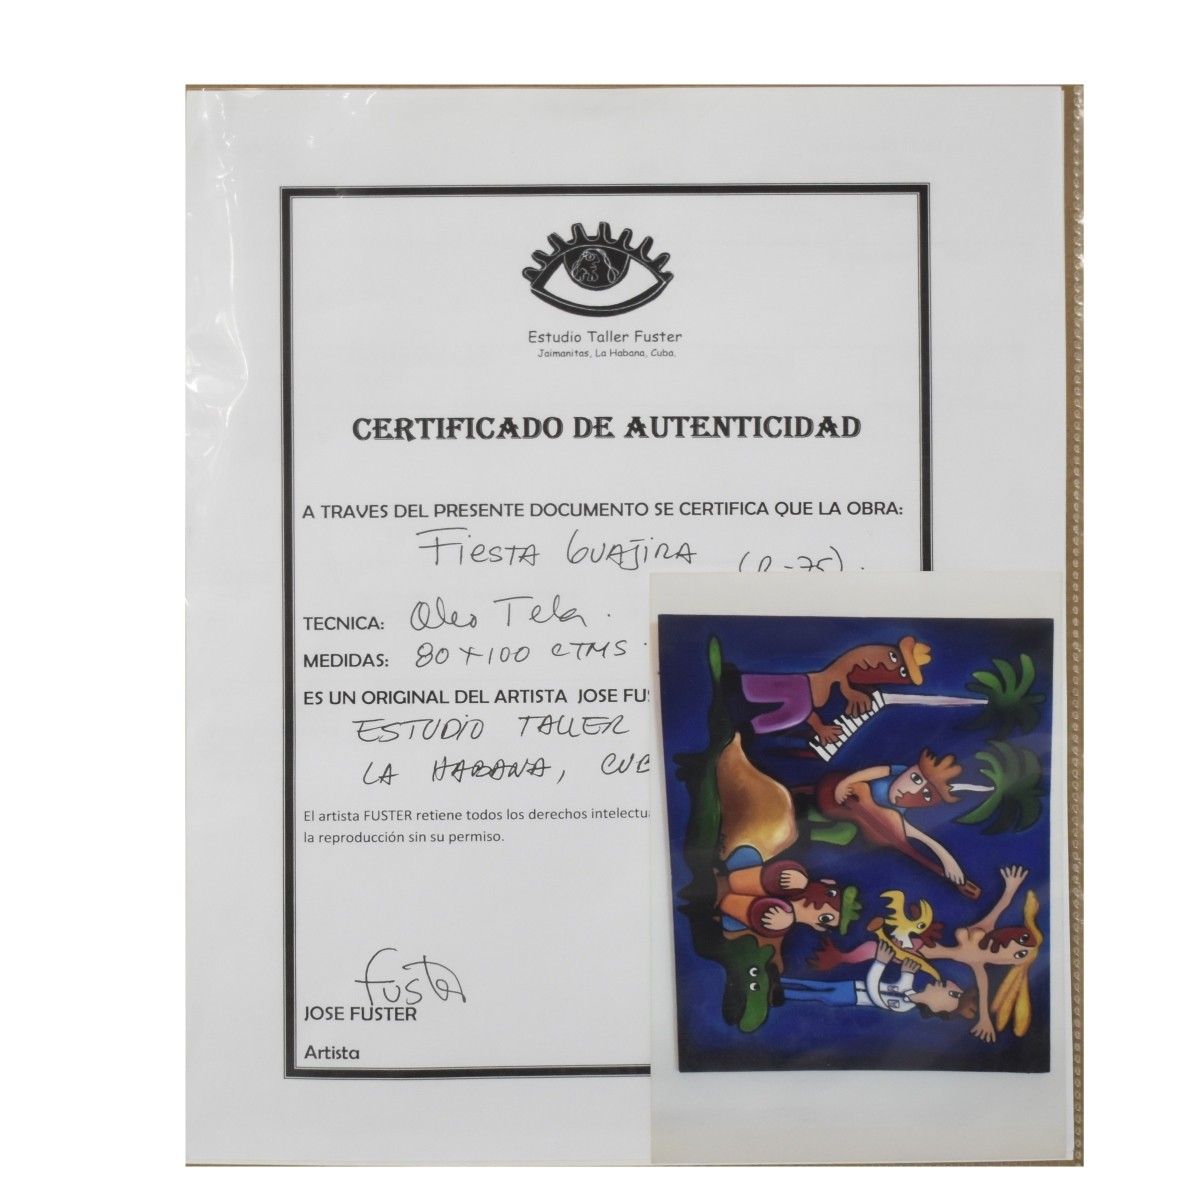 Estudio Taller Fuster
Jaimanitas, La Habana, Cuba.
CERTIFICADO DE AUTENTICIDAD
A TRAVES DEL PRESENTE DOCUMENTO SE CERTIFICA QUE LA OBRA:
FIESTA GUAJIRA
TECNICA: Oleo Tela.
MEDIDAS: 80 X 100 CTMS.
ES UN ORIGINAL DEL ARTISTA JOSE FUS
ESTUDIO TALLER
LA HABANA, CUB
El artista FUSTER retiene todos los derechos intelectua
la reproducción sin su permiso.
Fuster
JOSE FUSTER
Artista